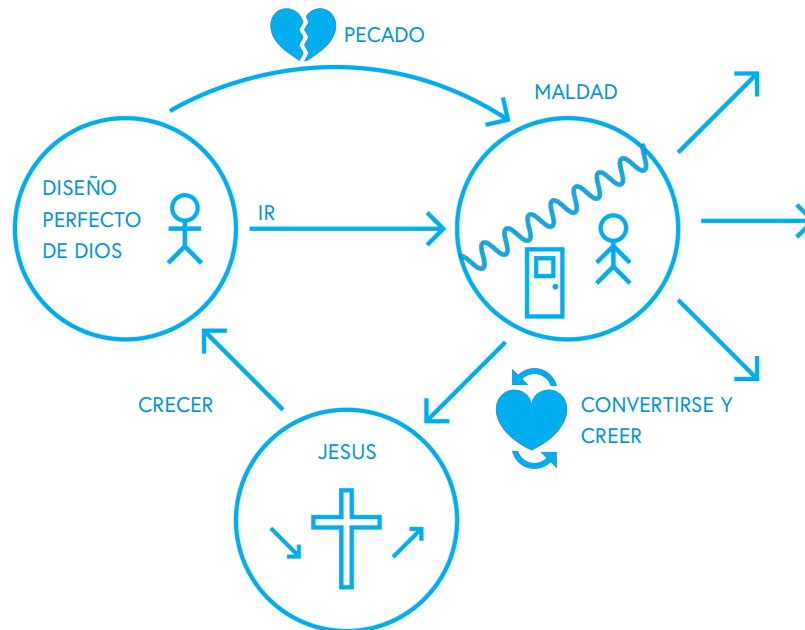 PECADO
MALDAD
DISEÑO
PERFECTO
DE DIOS
IR
CRECER
CONVERTIRSE Y
CREER
JESUS